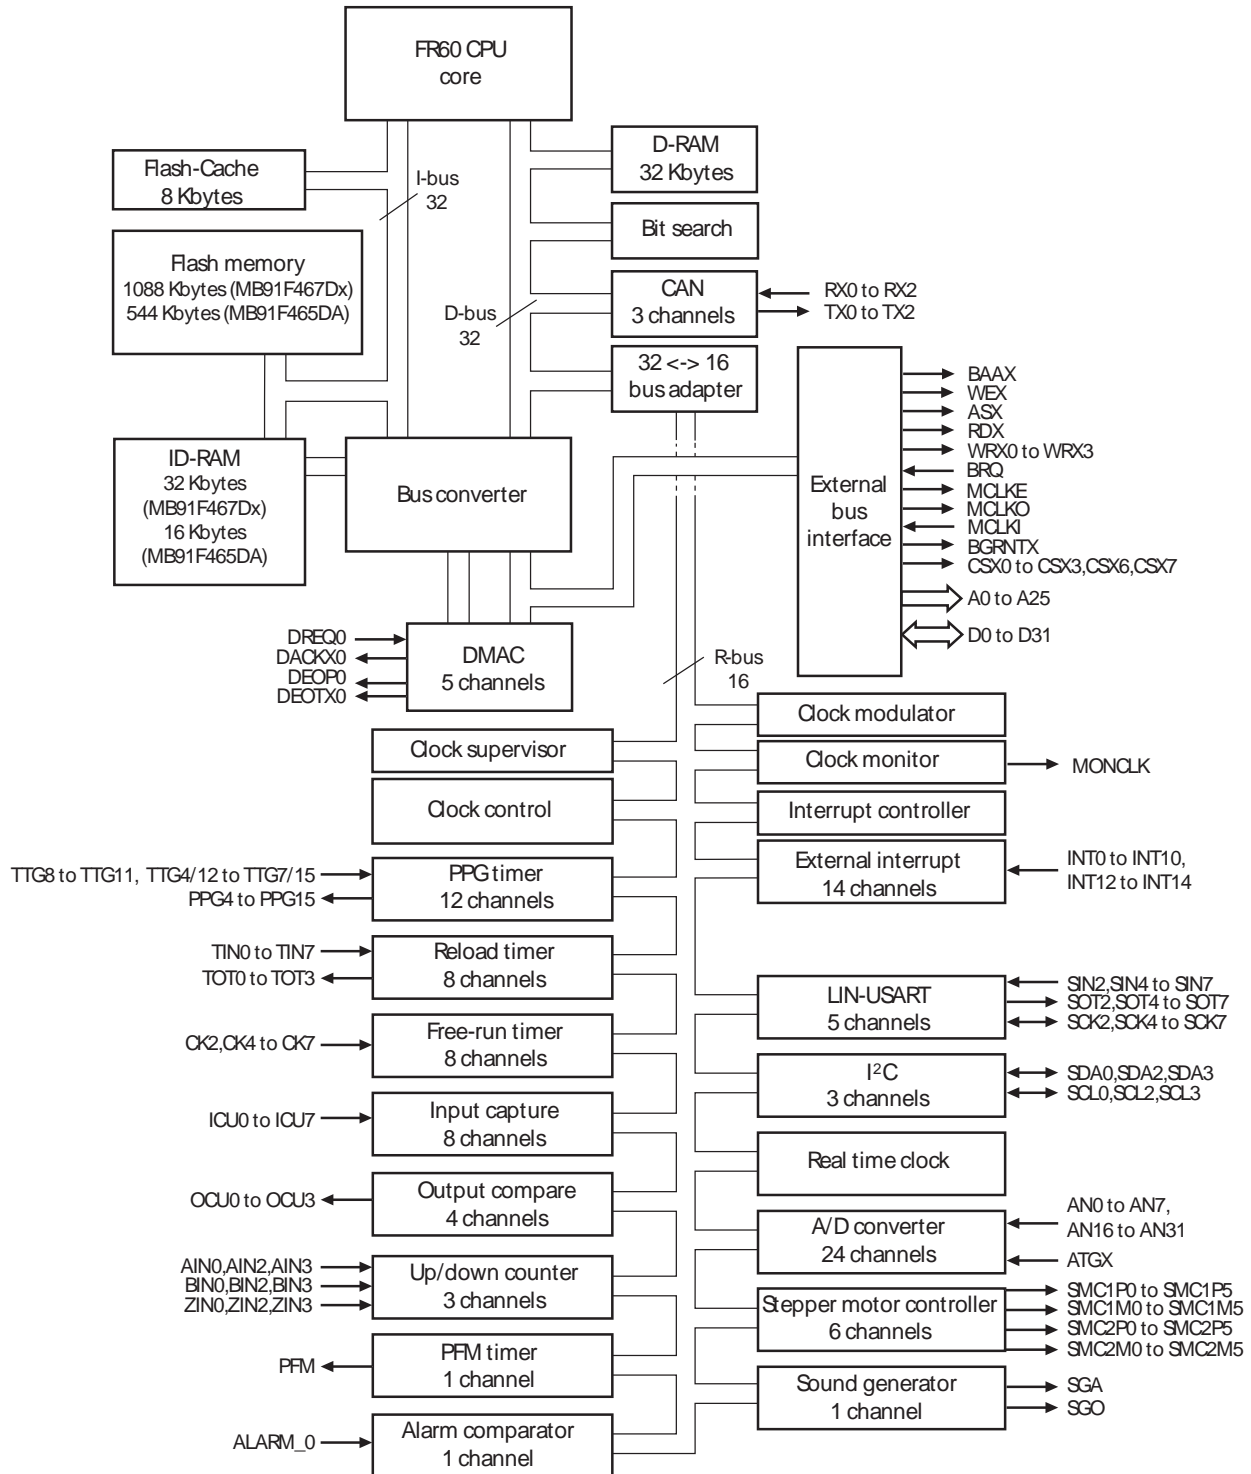 FR60 CPU
core
Flash-Cache
8 Kbytes
I-bus
32
D-RAM
32 Kbytes
Bit search
Flash memory
1088 Kbytes (MB91F467Dx)
544 Kbytes (MB91F465DA)
CAN
3 channels
RX0 to RX2
TX0 to TX2
D-bus
32
32 <-> 16
bus adapter
ID-RAM
32 Kbytes
(MB91F467Dx)
16 Kbytes
(MB91F465DA)
Bus converter
External
bus
interface
BAAX
WEX
ASX
RDX
WRX0 to WRX3
BRQ
MCLKE
MCLKO
MCLKI
BGRNTX
CSX0 to CSX3,CSX6,CSX7
A0 to A25
D0 to D31
DREQ0
DACKX0
DEOP0
DEOTX0
DMAC
5 channels
R-bus
16
Clock modulator
Clock supervisor
Clock monitor
MONCLK
Clock control
Interrupt controller
TTG8 to TTG11, TTG4/12 to TTG7/15
PPG4 to PPG15
PPG timer
12 channels
External interrupt
14 channels
INT0 to INT10,
INT12 to INT14
TIN0 to TIN7
TOT0 to TOT3
Reload timer
8 channels
LIN-USART
5 channels
SIN2,SIN4 to SIN7
SOT2,SOT4 to SOT7
SCK2,SCK4 to SCK7
CK2,CK4 to CK7
Free-run timer
8 channels
I²C
3 channels
SDA0,SDA2,SDA3
SCL0,SCL2,SCL3
ICU0 to ICU7
Input capture
8 channels
Real time clock
OCU0 to OCU3
Output compare
4 channels
A/D converter
24 channels
AN0 to AN7,
AN16 to AN31
ATGX
AIN0,AIN2,AIN3
BIN0,BIN2,BIN3
ZIN0,ZIN2,ZIN3
Up/down counter
3 channels
Stepper motor controller
6 channels
SMC1P0 to SMC1P5
SMC1M0 to SMC1M5
SMC2P0 to SMC2P5
SMC2M0 to SMC2M5
PFM
PFM timer
1 channel
Sound generator
1 channel
SGA
SGO
ALARM_0
Alarm comparator
1 channel